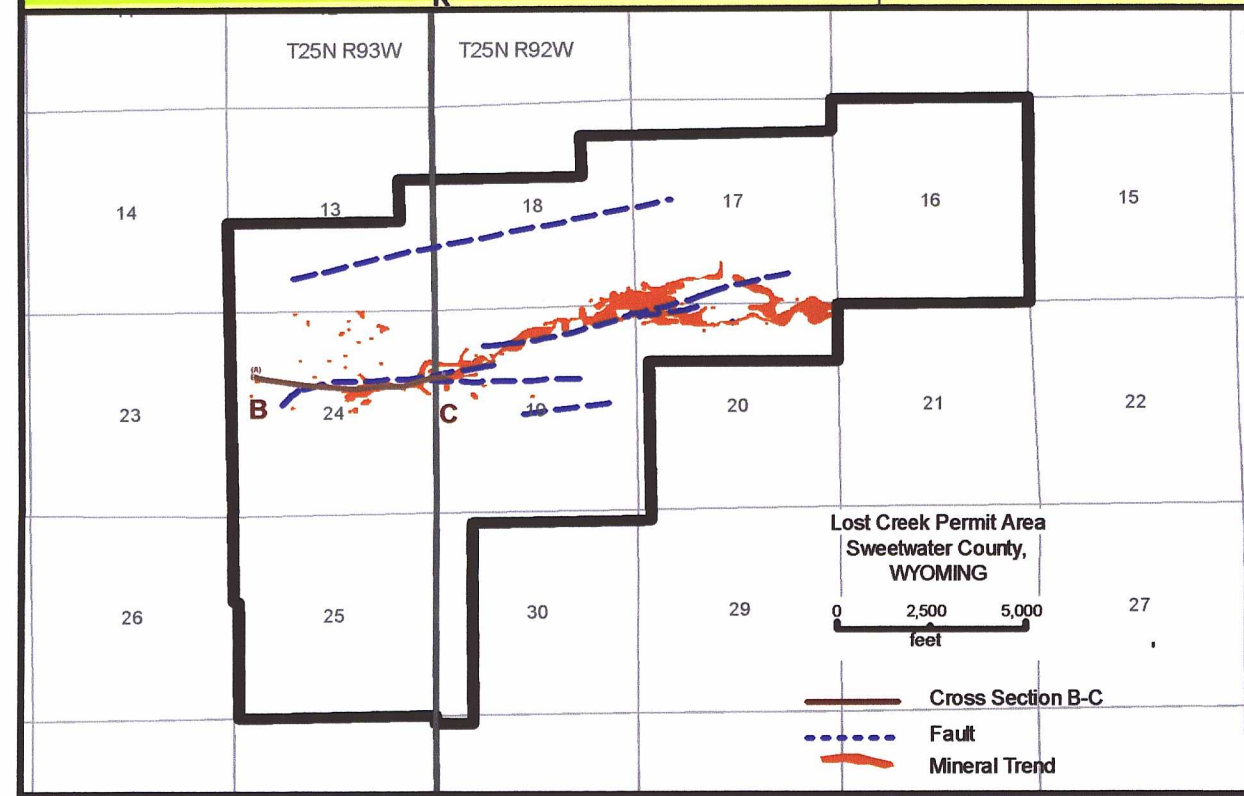 T25N R93W
T25N R92W
14
13
18
17
16
15
(A)
B
C
23
24
19
20
21
22
Lost Creek Permit Area
Sweetwater County,
WYOMING
0 2,500 5,000
feet
26
25
30
29
27
Cross Section B-C
Fault
Mineral Trend